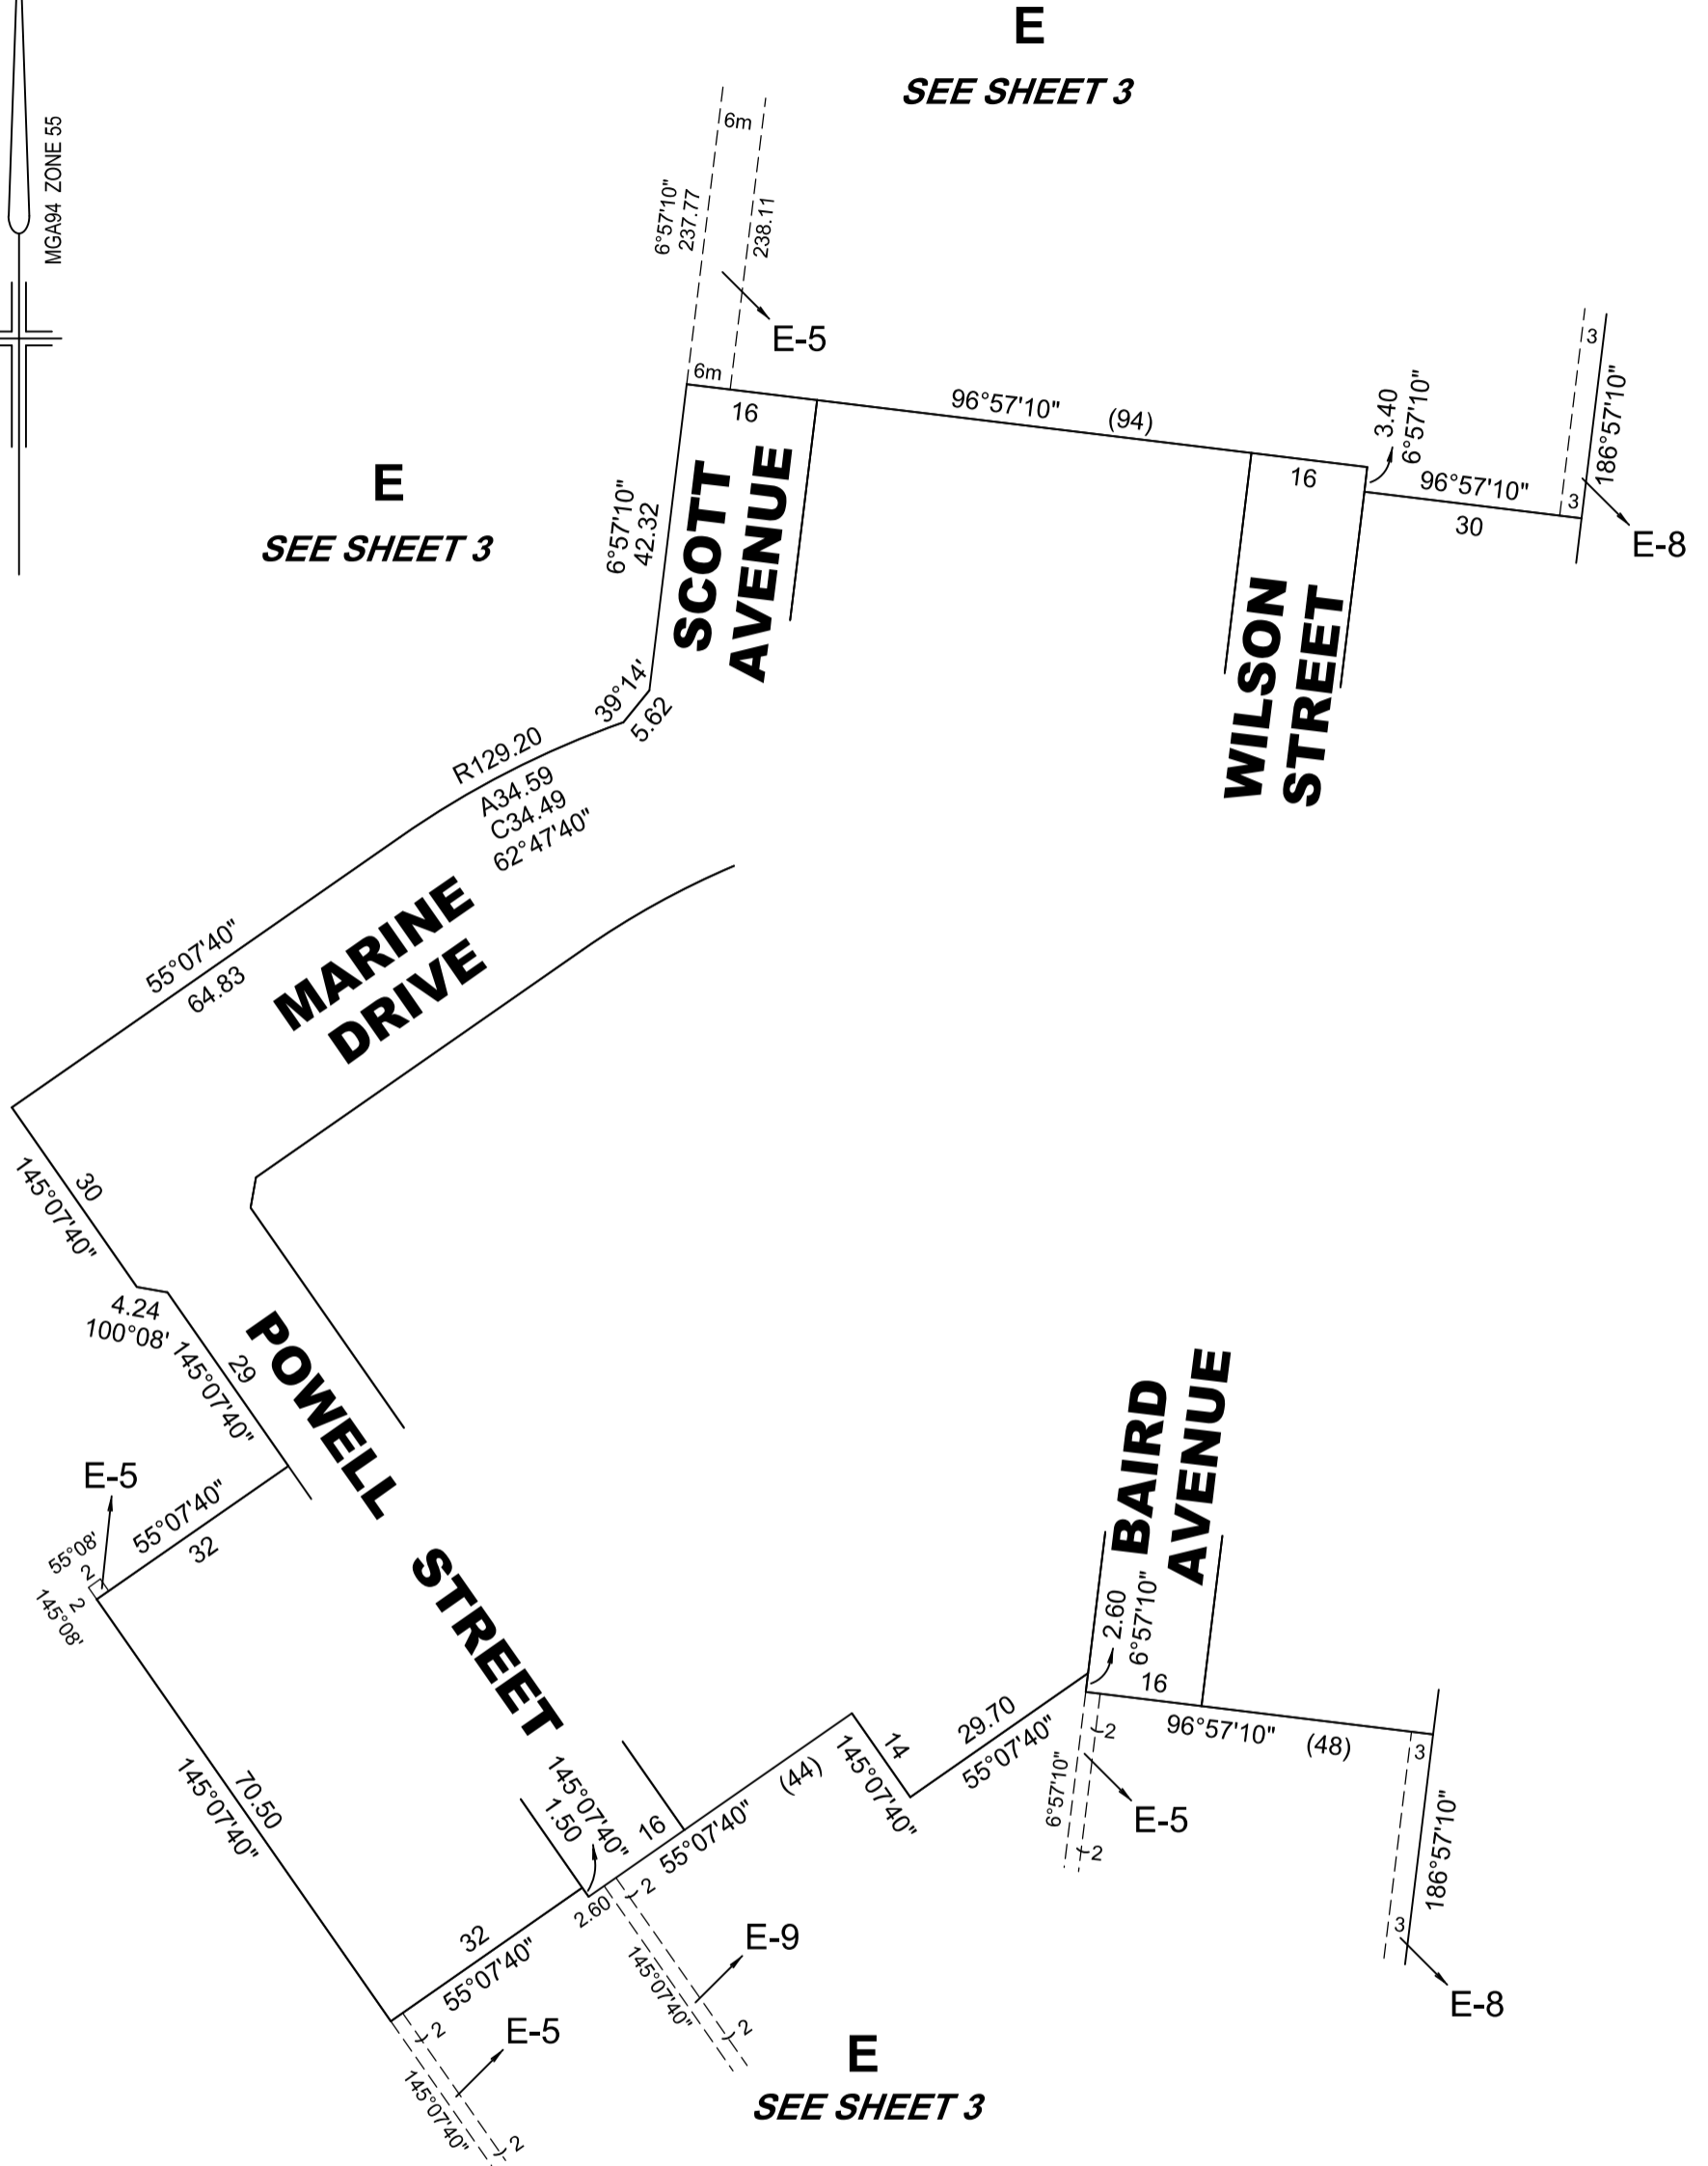 E
SEE SHEET 3
MGA94 ZONE 55
6m
6°57'10"
237.77
238.11
E-5
6m
16
96°57'10"
(94)
16
3.40
6°57'10"
96°57'10"
30
3
3
186°57'10"
E-8
E
SEE SHEET 3
6°57'10"
42.32
SCOTT
AVENUE
WILSON
STREET
39°14'
5.62
R129.20
A34.59
C34.49
62°47'40"
55°07'40"
64.83
MARINE
DRIVE
30
145°07'40"
4.24
100°08'
29
145°07'40"
POWELL STREET
E-5
55°07'40"
32
55°08'
2
2
145°08'
70.50
145°07'40"
BAIRD
AVENUE
2.60
6°57'10"
16
96°57'10"
(48)
2
6°57'10"
2
E-5
3
3
186°57'10"
E-8
29.70
55°07'40"
14
145°07'40"
(44)
55°07'40"
16
145°07'40"
1.50
2.60
2
145°07'40"
2
E-9
32
55°07'40"
2
145°07'40"
2
E-5
E
SEE SHEET 3